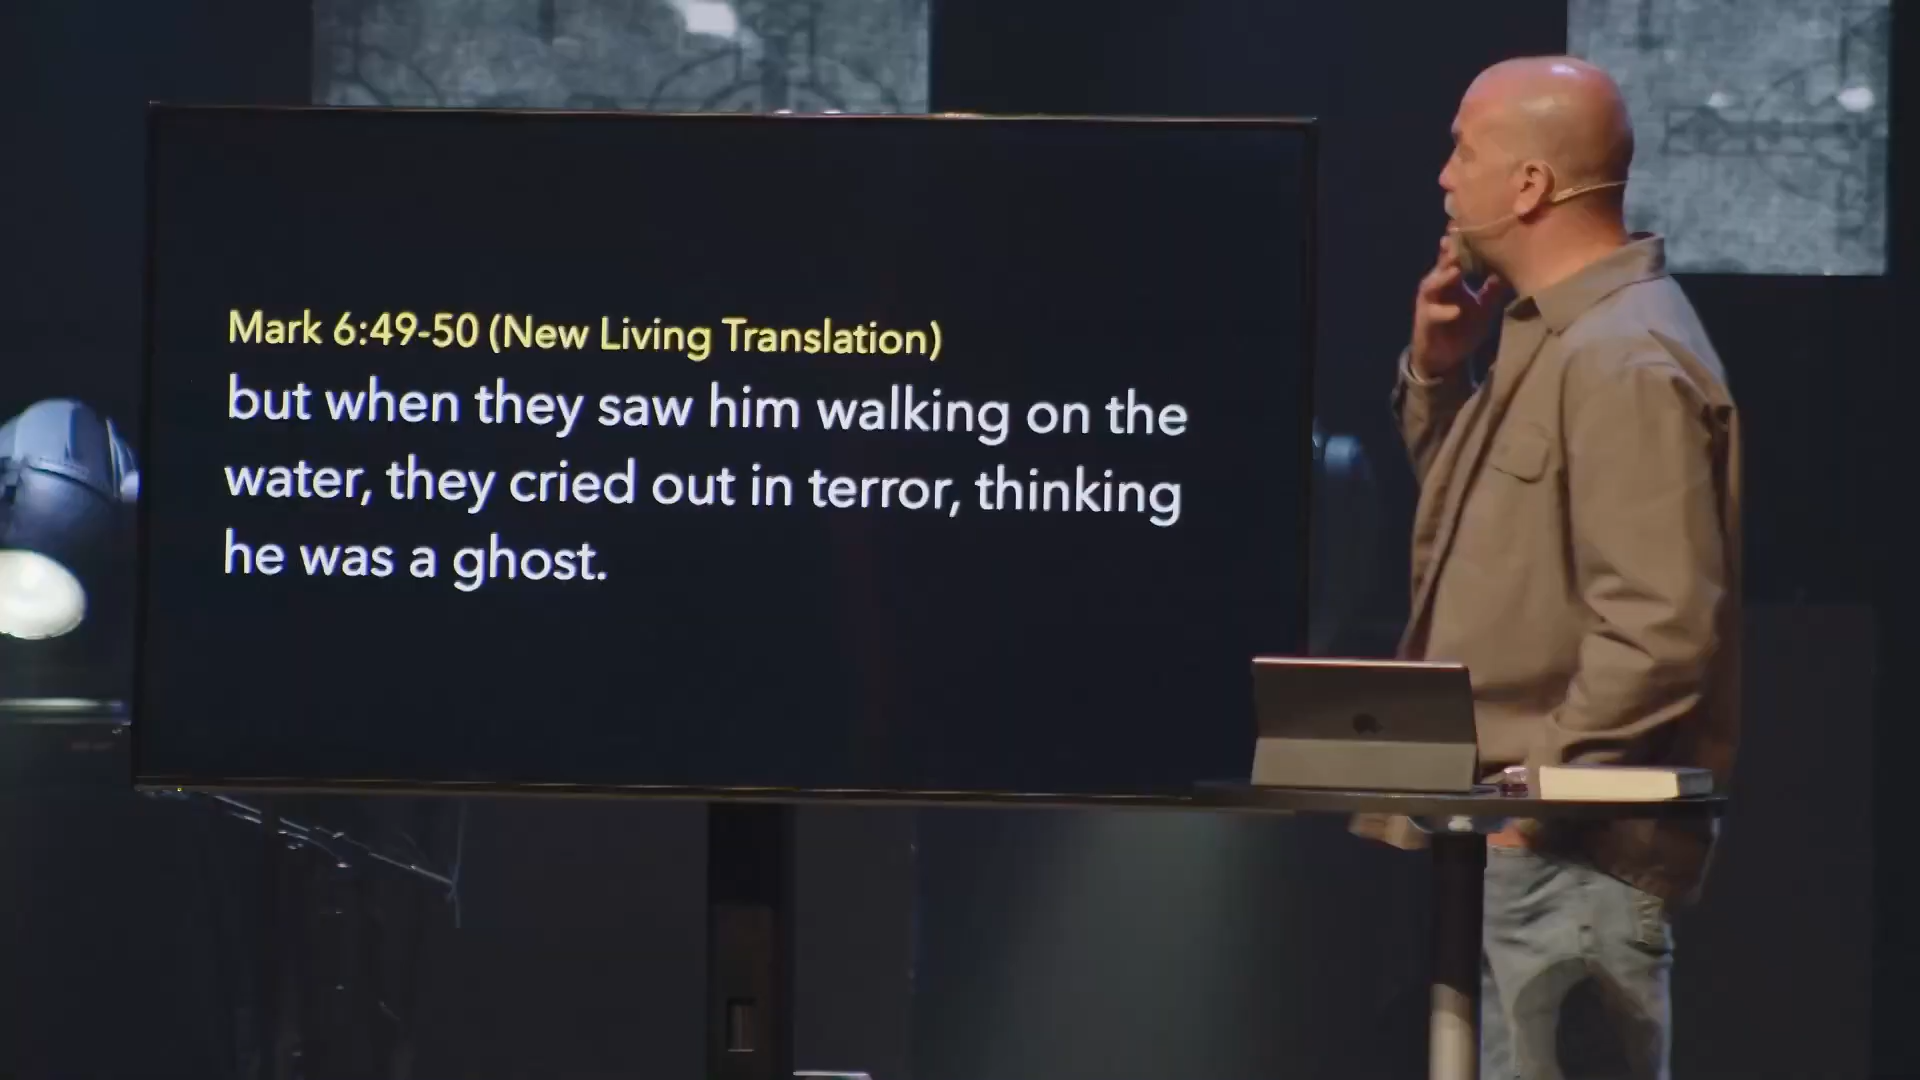 Mark 6:49-50 (New Living Translation)
but when they saw him walking on the
water, they cried out in terror, thinking
he was a ghost.